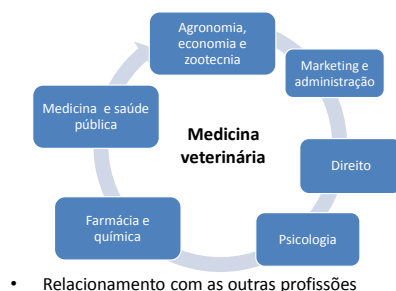 Agronomia,
economia e
zootecnia
Marketing e
administração
Direito
Psicologia
Farmácia e
química
Medicina e saúde
pública
Medicina
veterinária
• Relacionamento com as outras profissões